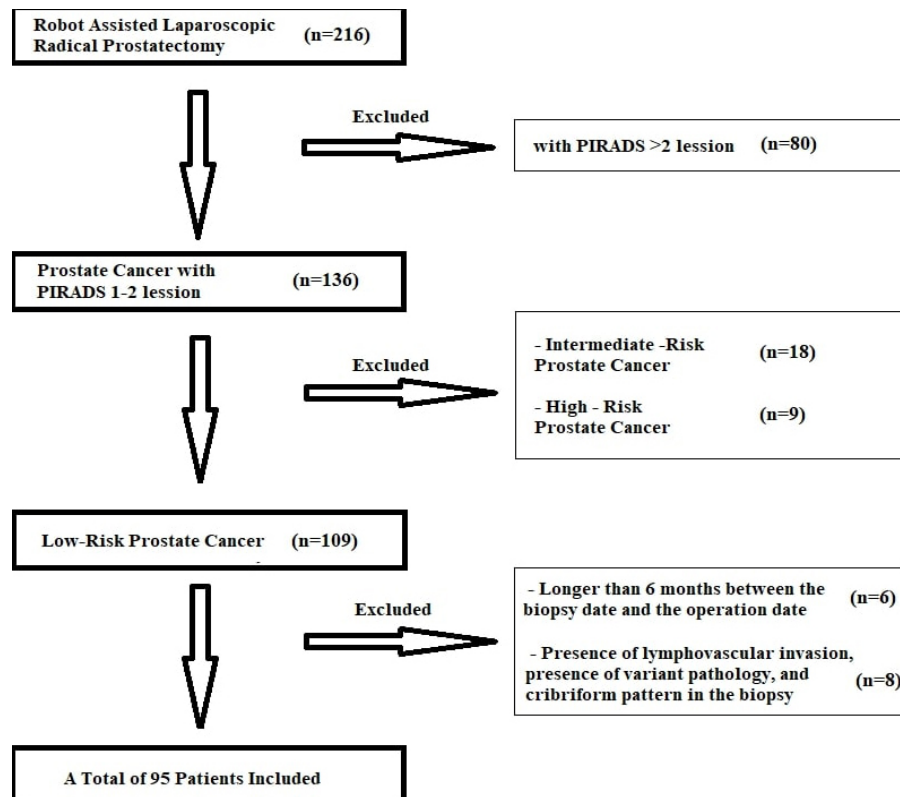 Robot Assisted Laparoscopic (n=216)
Radical Prostatectomy
Excluded
with PIRADS >2 lession (n=80)
Prostate Cancer with (n=136)
PIRADS 1-2 lession
Excluded
- Intermediate -Risk (n=18)
Prostate Cancer
- High - Risk (n=9)
Prostate Cancer
Low-Risk Prostate Cancer (n=109)
Excluded
- Longer than 6 months between the
biopsy date and the operation date (n=6)
- Presence of lymphovascular invasion,
presence of variant pathology, and
cribriform pattern in the biopsy (n=8)
A Total of 95 Patients Included